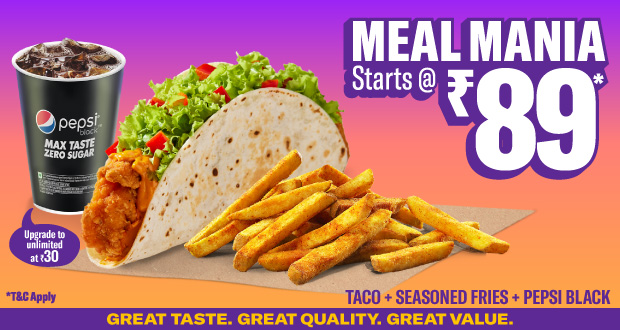 MEAL MANIA
Starts @ ₹89*
pepsi
black
MAX TASTE
ZERO SUGAR
Upgrade to
unlimited
at ₹30
*T&C Apply
TACO + SEASONED FRIES + PEPSI BLACK
GREAT TASTE. GREAT QUALITY. GREAT VALUE.